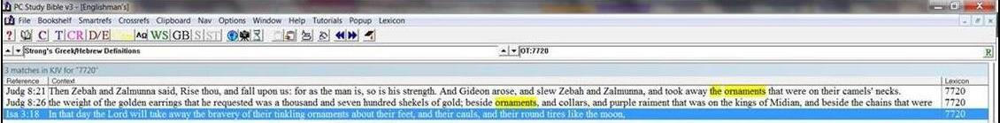 PC Study Bible v3 - [Englishman's]
File Bookshelf Smartrefs Crossrefs Clipboard Nav Options Window Help Tutorials Popup Lexicon
? C T CR D/E ΑΩ WS GB S ST
Strong's Greek/Hebrew Definitions OT:7720 R
3 matches in KJV for "7720"
Reference Context Lexicon
Judg 8:21 Then Zebah and Zalmunna said, Rise thou, and fall upon us: for as the man is, so is his strength. And Gideon arose, and slew Zebah and Zalmunna, and took away the ornaments that were on their camels' necks. 7720
Judg 8:26 the weight of the golden earrings that he requested was a thousand and seven hundred shekels of gold; beside ornaments, and collars, and purple raiment that was on the kings of Midian, and beside the chains that were 7720
Isa 3:18 In that day the Lord will take away the bravery of their tinkling ornaments about their feet, and their cauls, and their round tires like the moon, 7720